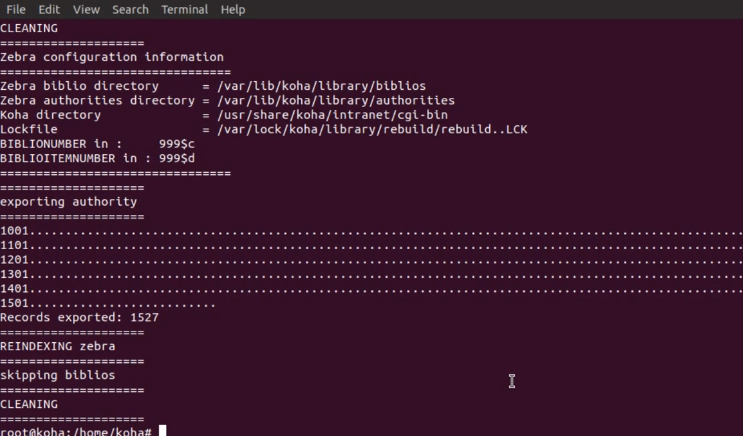 File Edit View Search Terminal Help
CLEANING
====================
Zebra configuration information
================================
Zebra biblio directory      = /var/lib/koha/library/biblios
Zebra authorities directory = /var/lib/koha/library/authorities
Koha directory              = /usr/share/koha/intranet/cgi-bin
Lockfile                    = /var/lock/koha/library/rebuild/rebuild..LCK
BIBLIONUMBER in :     999$c
BIBLIOITEMNUMBER in : 999$d
================================
====================
exporting authority
====================
1001...................................................................................................
1101...................................................................................................
1201...................................................................................................
1301...................................................................................................
1401...................................................................................................
1501..........................
Records exported: 1527
====================
REINDEXING zebra
====================
skipping biblios
====================
CLEANING
====================
root@koha:/home/koha#